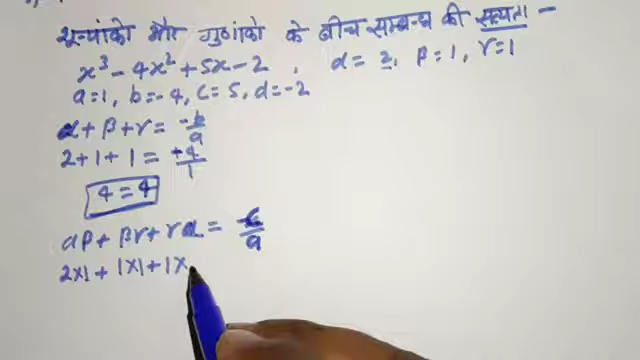 शून्यांको और गुणांको के बीच सम्बन्ध की सत्यता -
x³ - 4x² + 5x - 2 , α = 2, β = 1, γ = 1
a = 1, b = -4, c = 5, d = -2
α + β + γ = -b/a
2 + 1 + 1 = +4/1
4 = 4
αβ + βγ + γα = c/a
2×1 + 1×1 + 1×